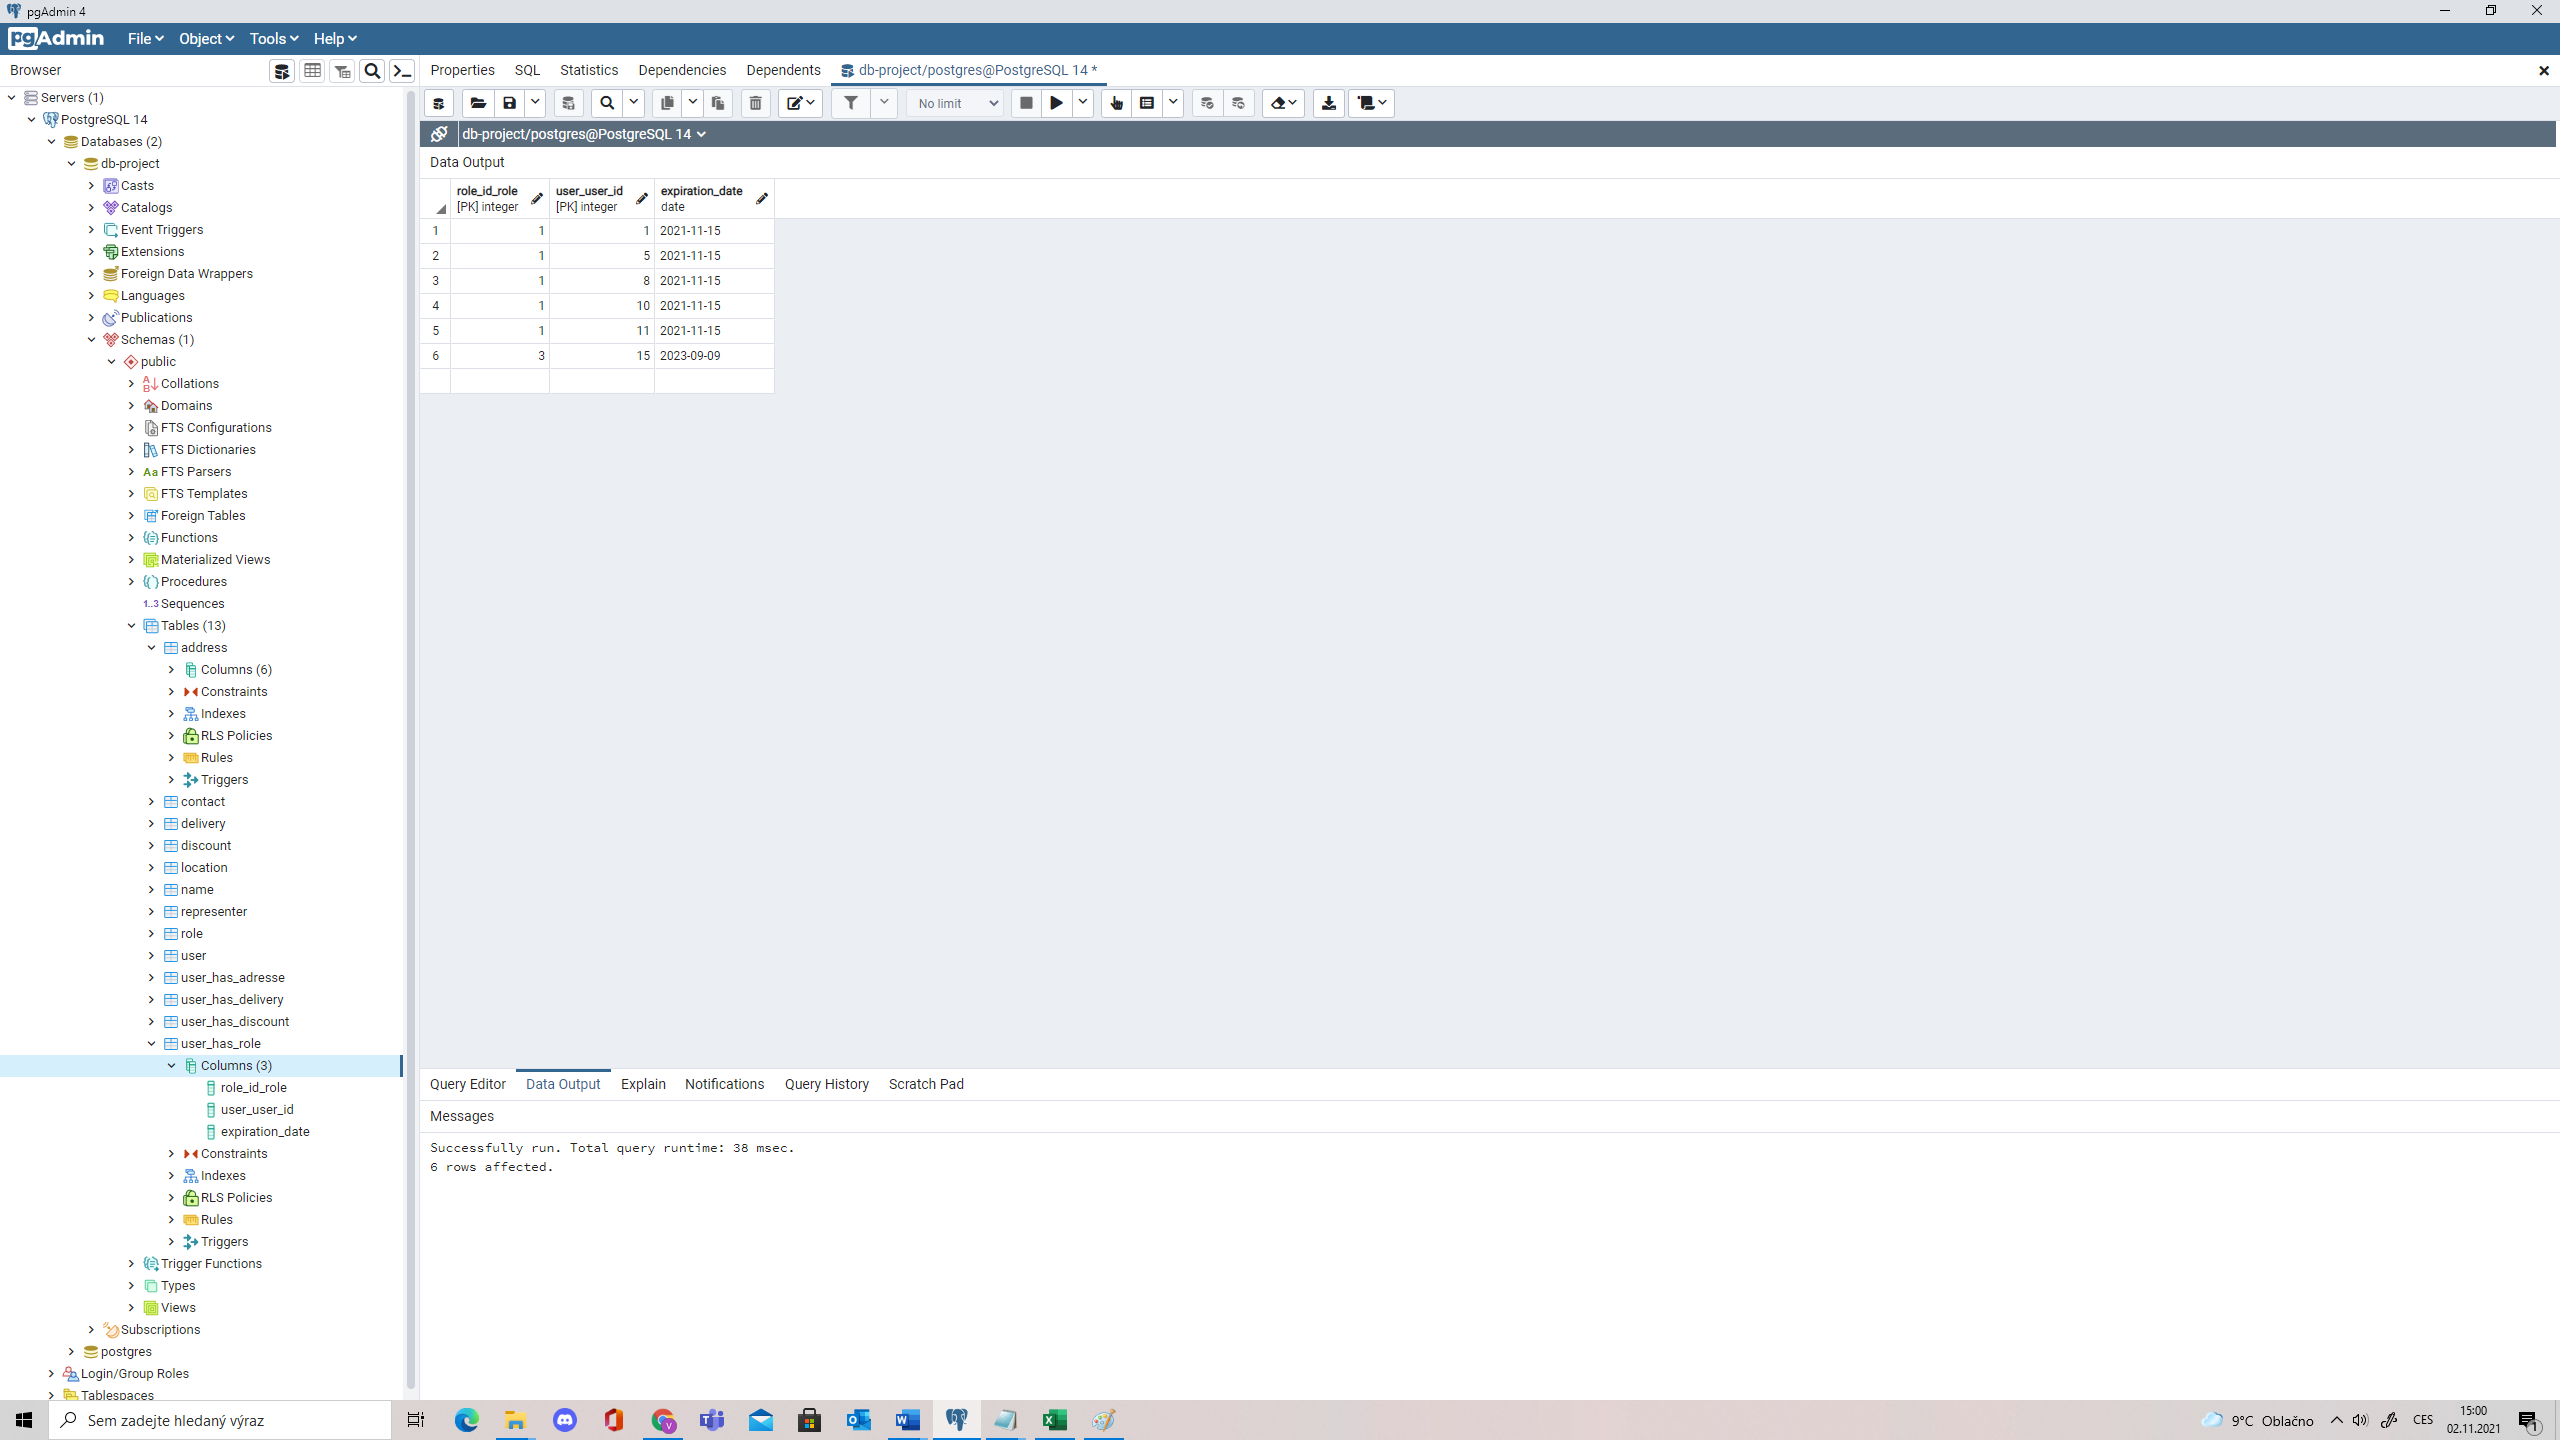 pgAdmin 4
pgAdmin File Object Tools Help
Browser
Properties SQL Statistics Dependencies Dependents db-project/postgres@PostgreSQL 14 *
No limit
db-project/postgres@PostgreSQL 14
Servers (1)
PostgreSQL 14
Databases (2)
db-project
Casts
Catalogs
Event Triggers
Extensions
Foreign Data Wrappers
Languages
Publications
Schemas (1)
public
Collations
Domains
FTS Configurations
FTS Dictionaries
Aa FTS Parsers
FTS Templates
Foreign Tables
Functions
Materialized Views
Procedures
1..3 Sequences
Tables (13)
address
Columns (6)
Constraints
Indexes
RLS Policies
Rules
Triggers
contact
delivery
discount
location
name
representer
role
user
user_has_adresse
user_has_delivery
user_has_discount
user_has_role
Columns (3)
role_id_role
user_user_id
expiration_date
Constraints
Indexes
RLS Policies
Rules
Triggers
Trigger Functions
Types
Views
Subscriptions
postgres
Login/Group Roles
Tablespaces
Data Output
role_id_role user_user_id expiration_date
[PK] integer [PK] integer date
1 1 1 2021-11-15
2 1 5 2021-11-15
3 1 8 2021-11-15
4 1 10 2021-11-15
5 1 11 2021-11-15
6 3 15 2023-09-09
Query Editor Data Output Explain Notifications Query History Scratch Pad
Messages
Successfully run. Total query runtime: 38 msec.
6 rows affected.
Sem zadejte hledaný výraz
9°C Oblačno
CES
15:00
02.11.2021
1